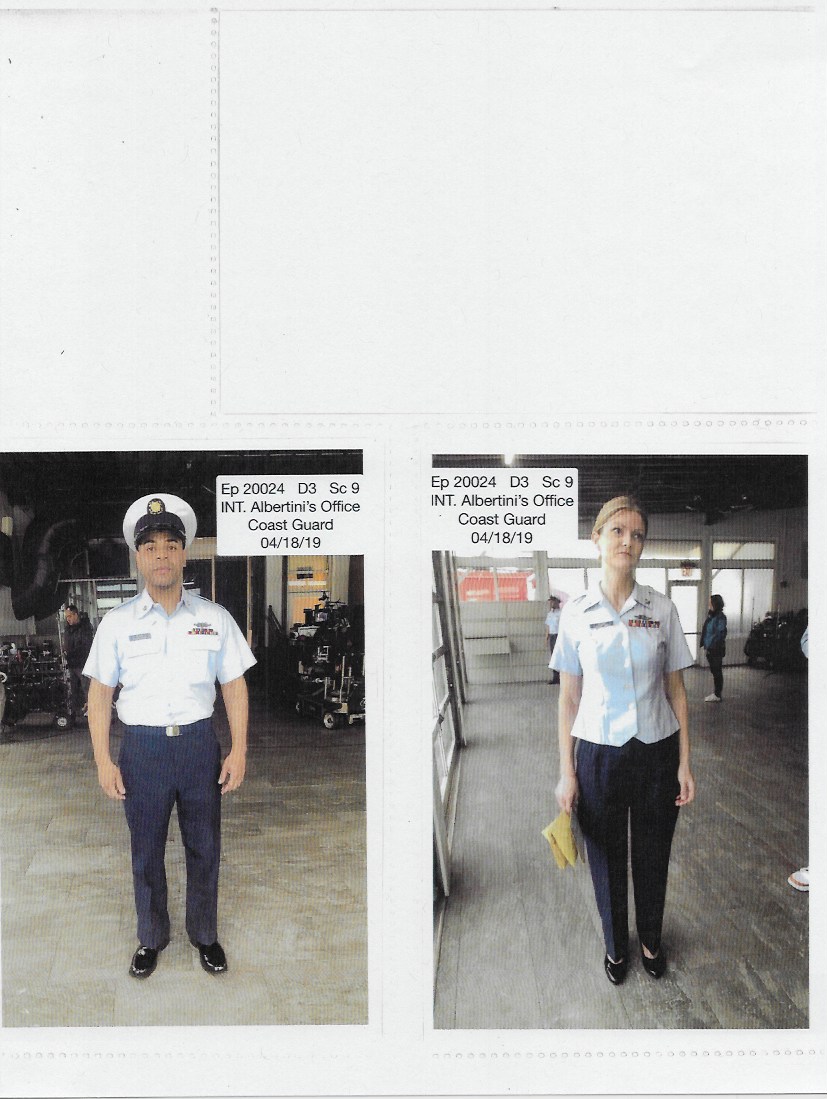 Ep 20024 D3 Sc 9
INT. Albertini's Office
Coast Guard
04/18/19
Ep 20024 D3 Sc 9
INT. Albertini's Office
Coast Guard
04/18/19